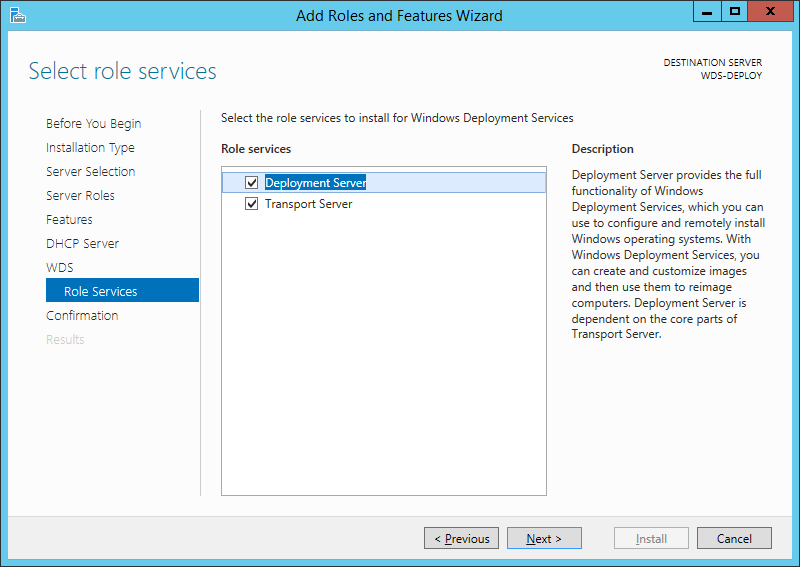 Add Roles and Features Wizard
Select role services
DESTINATION SERVER
WDS-DEPLOY
Before You Begin
Installation Type
Server Selection
Server Roles
Features
DHCP Server
WDS
Role Services
Confirmation
Results
Select the role services to install for Windows Deployment Services
Role services
Deployment Server
Transport Server
Description
Deployment Server provides the full
functionality of Windows
Deployment Services, which you can
use to configure and remotely install
Windows operating systems. With
Windows Deployment Services, you
can create and customize images
and then use them to reimage
computers. Deployment Server is
dependent on the core parts of
Transport Server.
< Previous
Next >
Install
Cancel